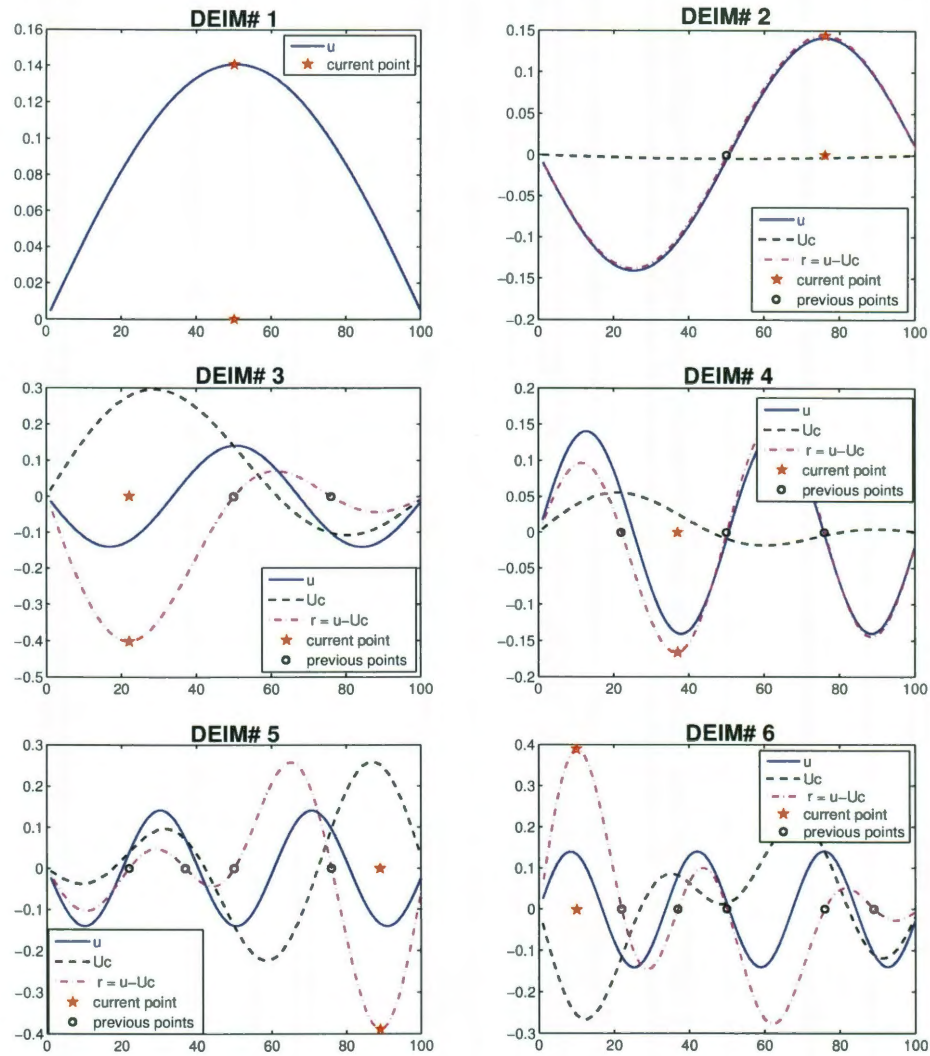 DEIM# 1
0.16
0.14
0.12
0.1
0.08
0.06
0.04
0.02
0
0 20 40 60 80 100
u
current point
DEIM# 2
0.15
0.1
0.05
0
−0.05
−0.1
−0.15
−0.2
0 20 40 60 80 100
u
Uc
r = u−Uc
current point
previous points
DEIM# 3
0.3
0.2
0.1
0
−0.1
−0.2
−0.3
−0.4
−0.5
0 20 40 60 80 100
u
Uc
r = u−Uc
current point
previous points
DEIM# 4
0.2
0.15
0.1
0.05
0
0.05
−0.1
−0.15
−0.2
0 20 40 60 80 100
u
Uc
r = u−Uc
current point
previous points
DEIM# 5
0.3
0.2
0.1
0
−0.1
−0.2
−0.3
−0.4
0 20 40 60 80 100
u
Uc
r = u−Uc
current point
previous points
DEIM# 6
0.4
0.3
0.2
0.1
0
−0.1
−0.2
−0.3
0 20 40 60 80 100
u
Uc
r = u−Uc
current point
previous points